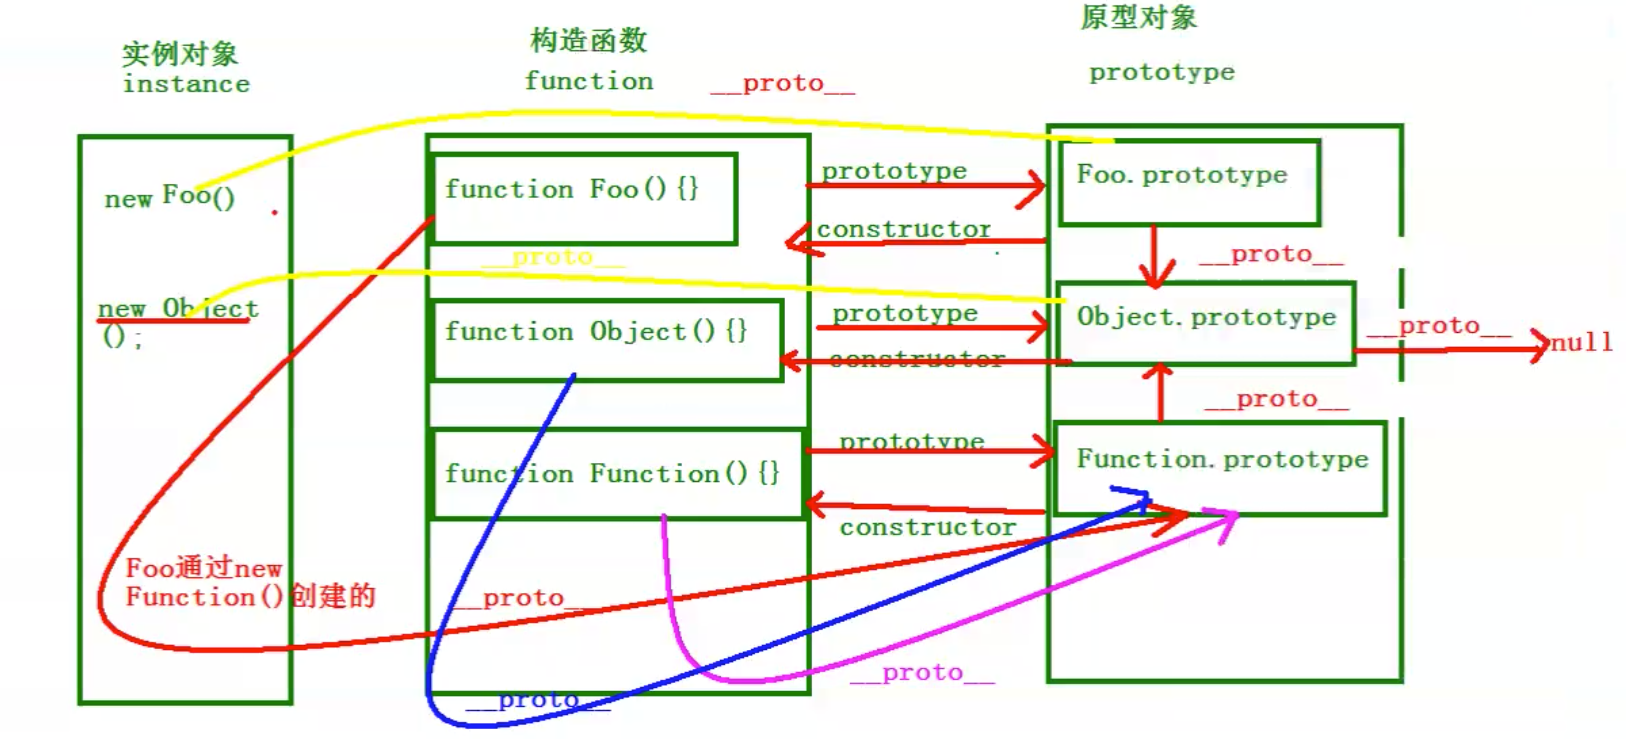 实例对象
instance
构造函数
function
__proto__
原型对象
prototype
new Foo()
function Foo(){}
prototype
constructor
Foo.prototype
__proto__
__proto__
new Object
();
function Object(){}
prototype
constructor
Object.prototype
__proto__
null
__proto__
function Function(){}
prototype
constructor
Function.prototype
Foo通过new
Function()创建的
__proto__
__proto__
__proto__